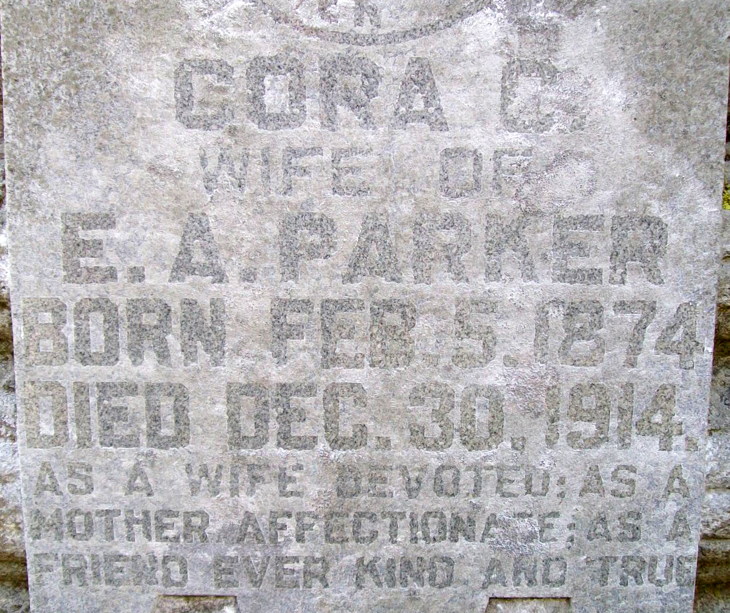 CORA C.
WIFE OF
E. A. PARKER
BORN FEB. 5. 1874
DIED DEC. 30, 1914.
AS A WIFE DEVOTED; AS A
MOTHER AFFECTIONATE; AS A
FRIEND EVER KIND AND TRUE